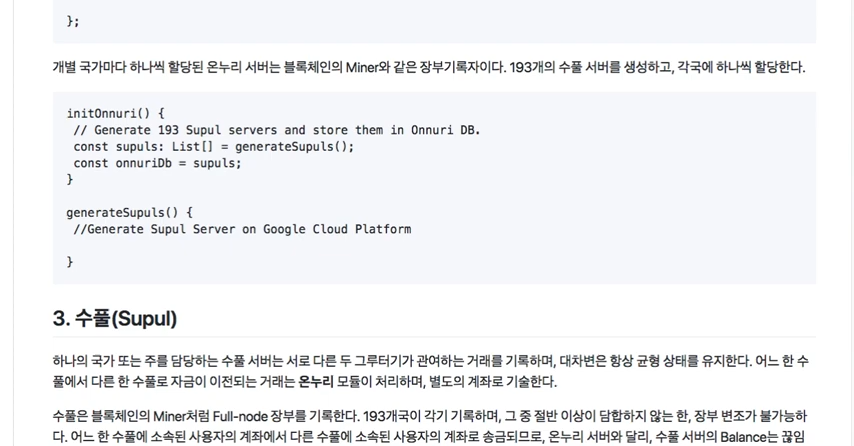 };
개별 국가마다 하나씩 할당된 온누리 서버는 블록체인의 Miner와 같은 장부기록자이다. 193개의 수풀 서버를 생성하고, 각국에 하나씩 할당한다.
initOnnuri() {
 // Generate 193 Supul servers and store them in Onnuri DB.
 const supuls: List[] = generateSupuls();
 const onnuriDb = supuls;
}
generateSupuls() {
 //Generate Supul Server on Google Cloud Platform
}
3. 수풀(Supul)
하나의 국가 또는 주를 담당하는 수풀 서버는 서로 다른 두 그루터기가 관여하는 거래를 기록하며, 대차변은 항상 균형 상태를 유지한다. 어느 한 수
풀에서 다른 한 수풀로 자금이 이전되는 거래는 온누리 모듈이 처리하며, 별도의 계좌로 기술한다.
수풀은 블록체인의 Miner처럼 Full-node 장부를 기록한다. 193개국이 각기 기록하며, 그 중 절반 이상이 담합하지 않는 한, 장부 변조가 불가능하
다. 어느 한 수풀에 소속된 사용자의 계좌에서 다른 수풀에 소속된 사용자의 계좌로 송금되므로, 온누리 서버와 달리, 수풀 서버의 Balance는 끊임